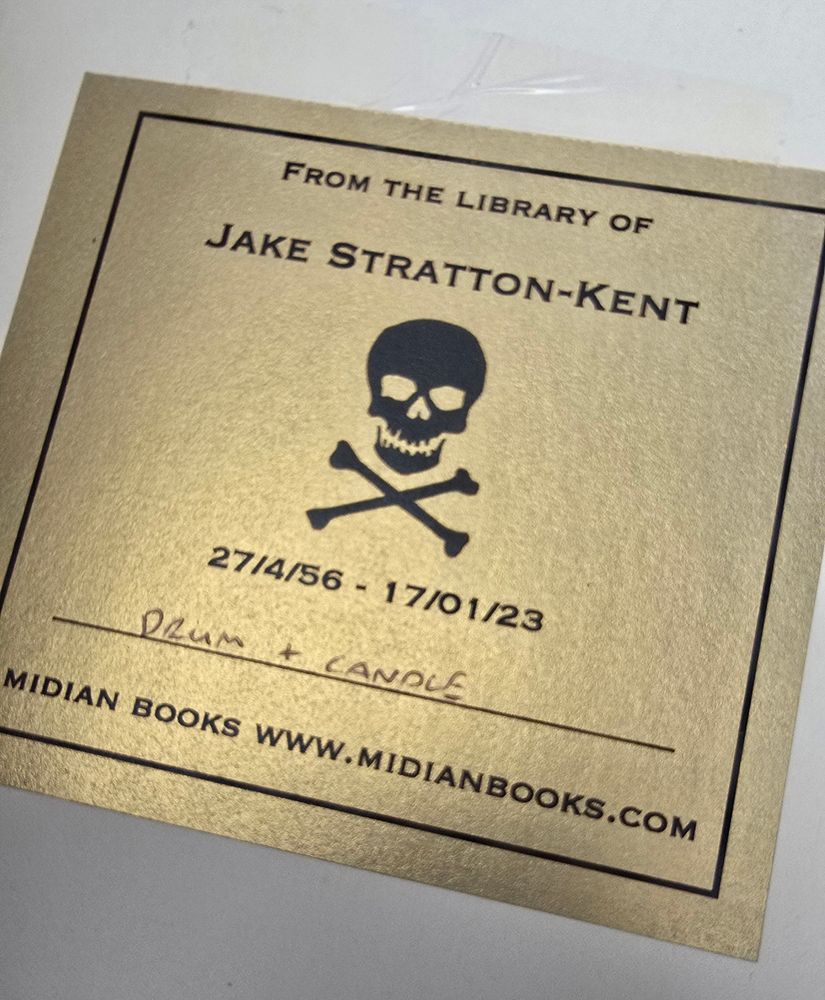 From the library of
Jake Stratton-Kent
27/4/56 - 17/01/23
DRUM + CANDLE
MIDIAN BOOKS WWW.MIDIANBOOKS.COM